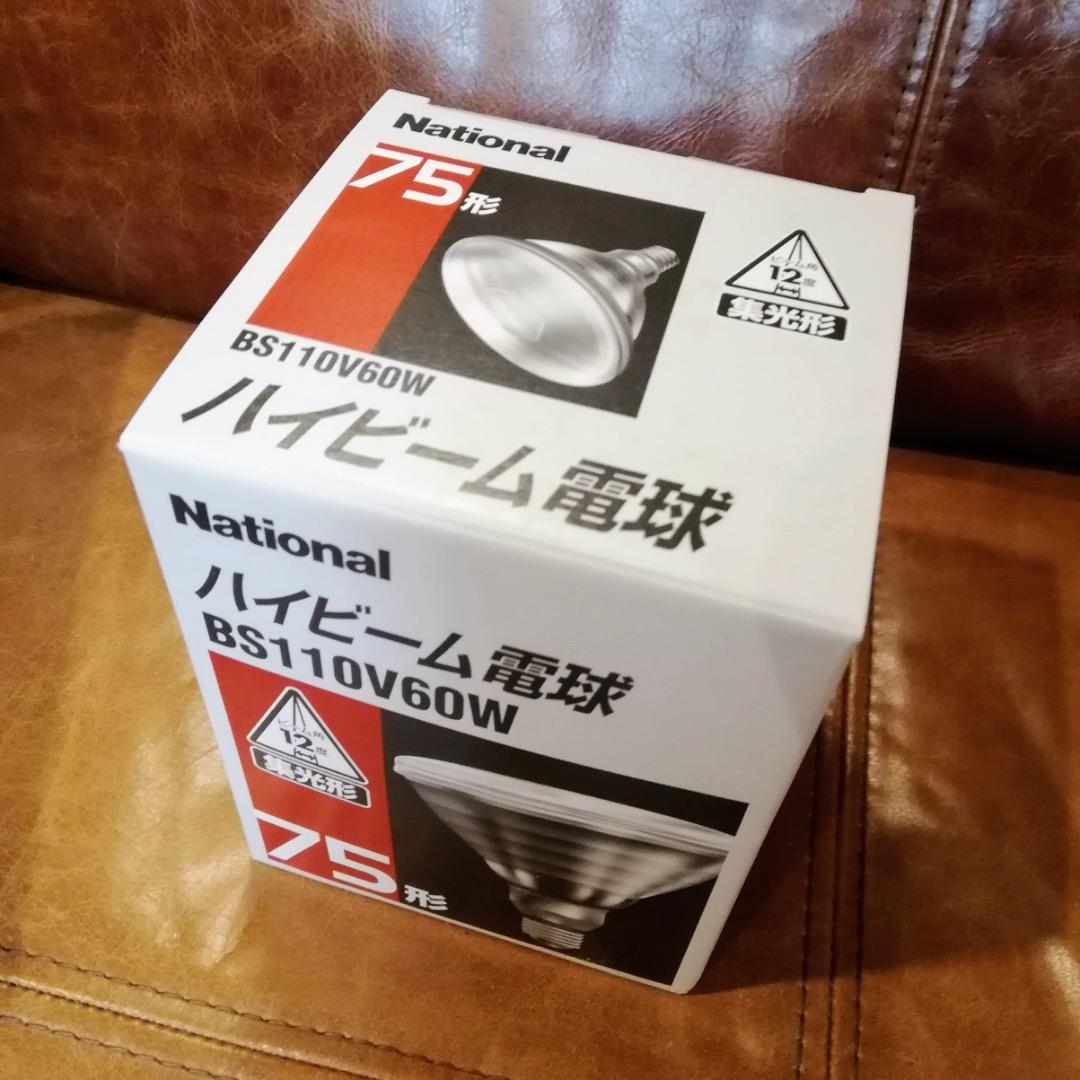 National
75形
ビーム角
12度
集光形
BS110V60W
ハイビーム電球
National
ハイビーム電球
BS110V60W
ビーム角
12度
集光形
75形